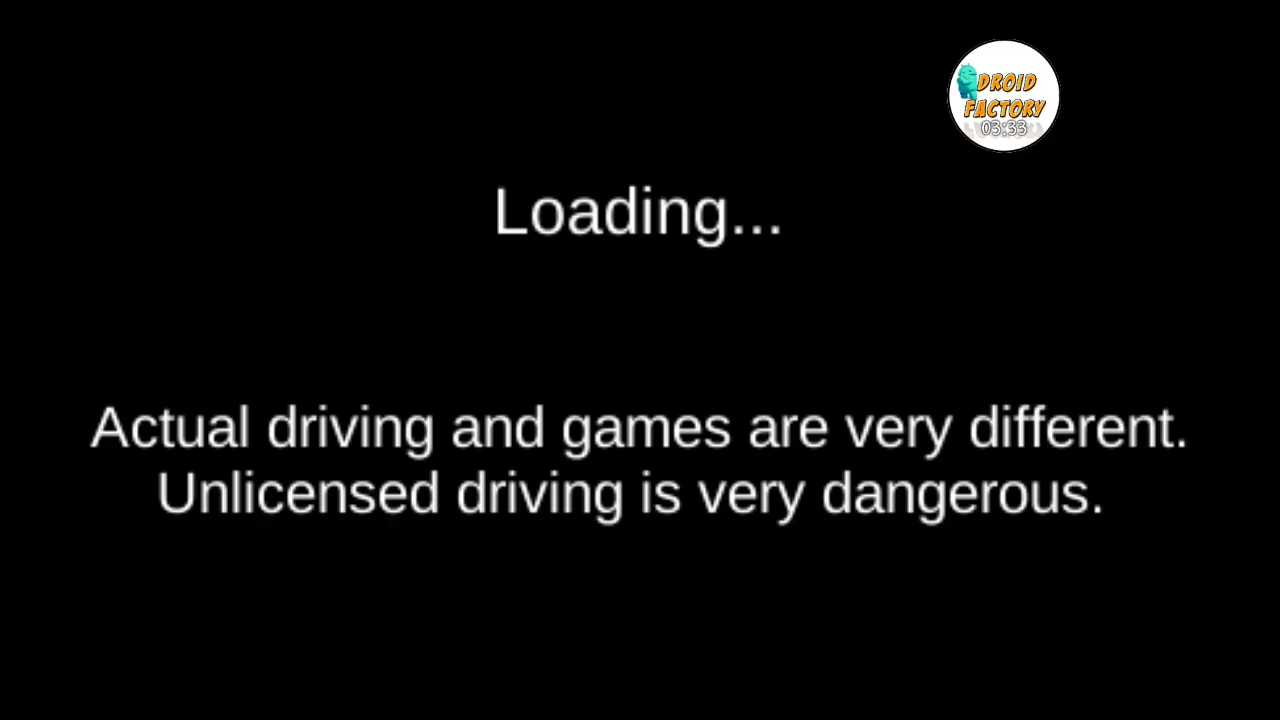 DROID
FACTORY
03:33
Loading...
Actual driving and games are very different.
Unlicensed driving is very dangerous.